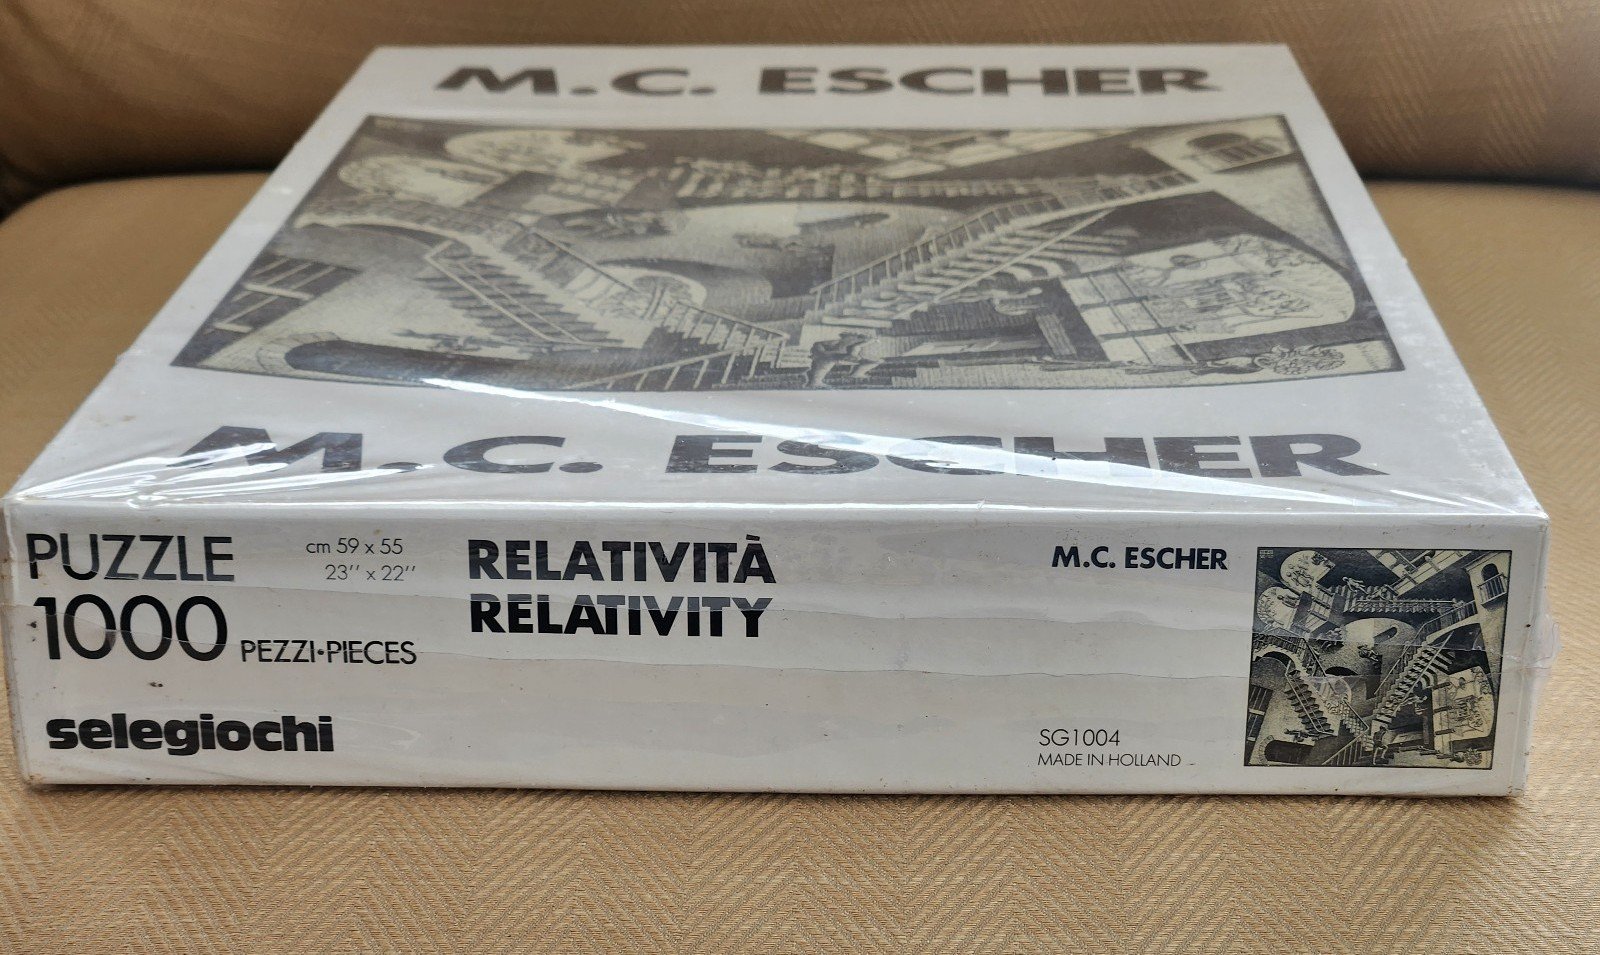 M.C. ESCHER
M.C. ESCHER
PUZZLE
1000 PEZZI•PIECES
cm 59 x 55
23'' x 22''
RELATIVITÀ
RELATIVITY
M.C. ESCHER
selegiochi
SG1004
MADE IN HOLLAND